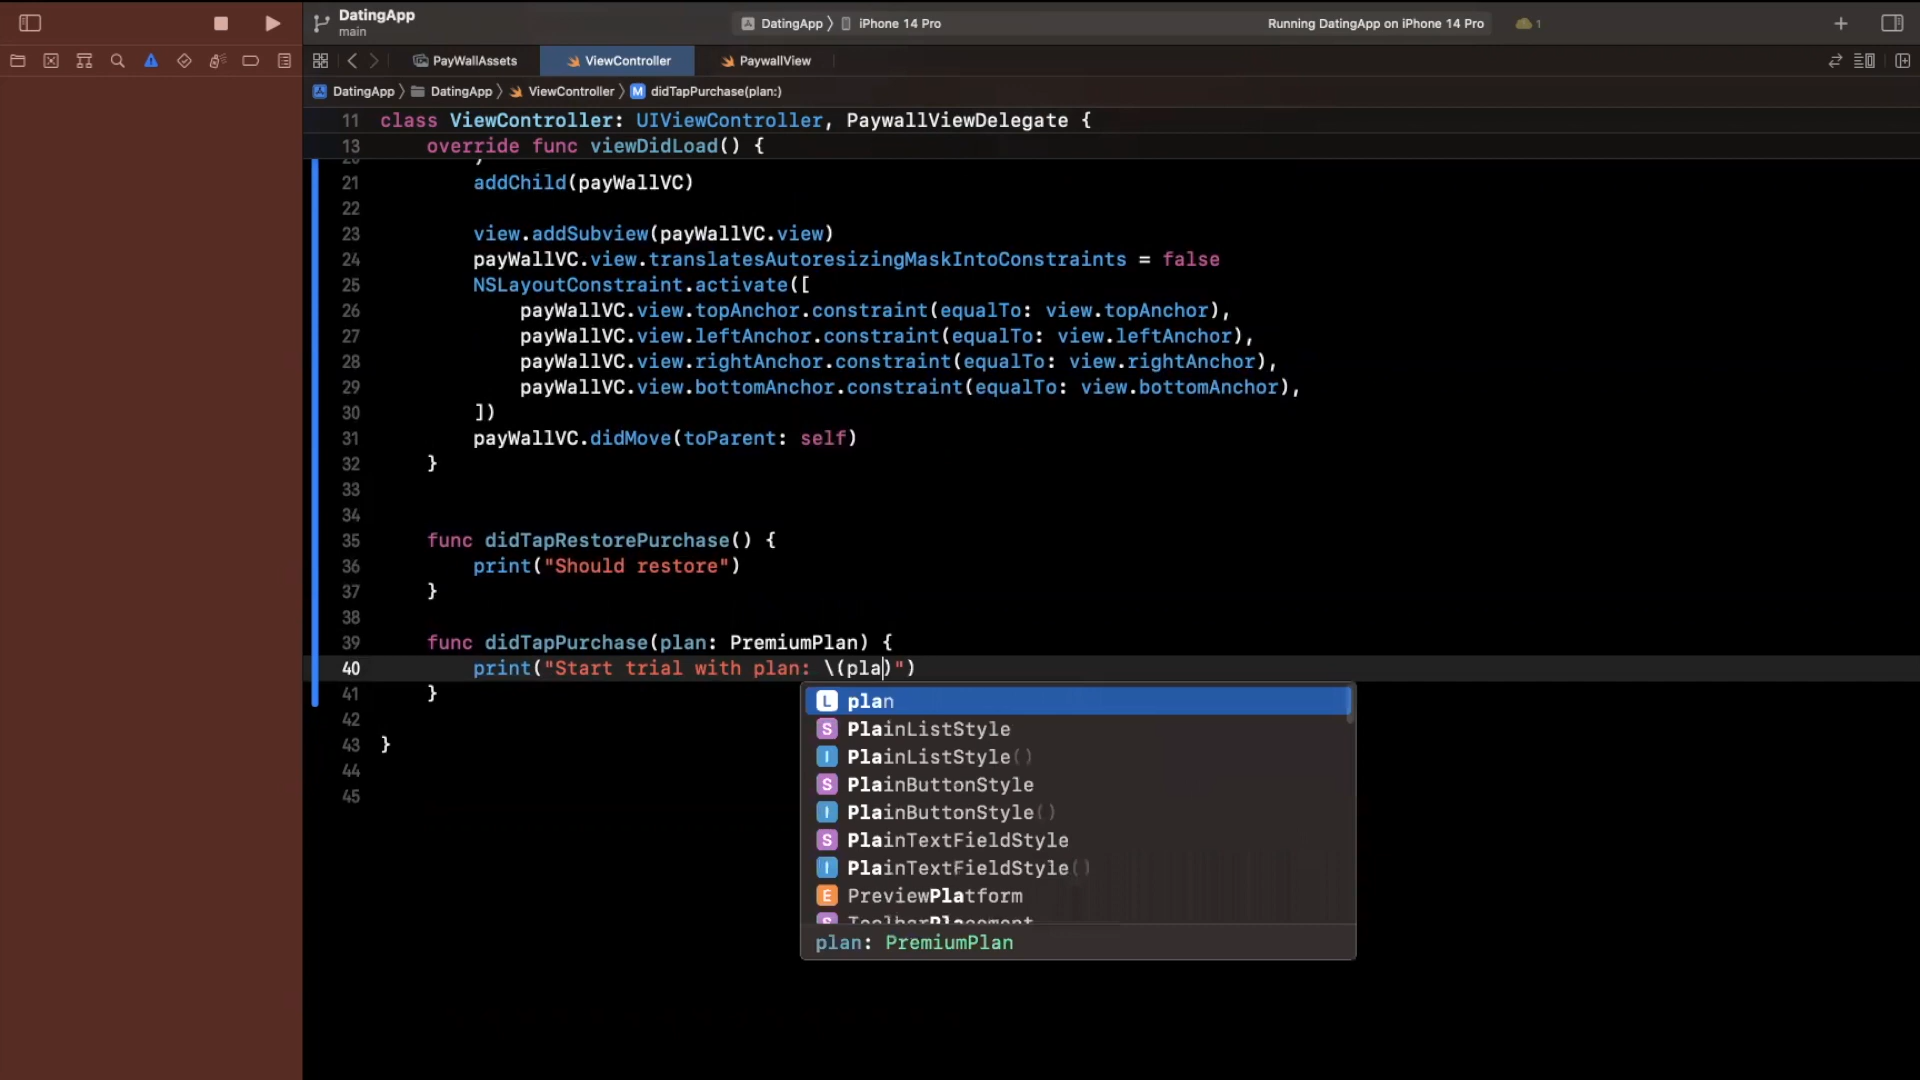 DatingApp
main
DatingApp 〉 iPhone 14 Pro
Running DatingApp on iPhone 14 Pro
1
PayWallAssets
ViewController
PaywallView
DatingApp 〉 DatingApp 〉 ViewController 〉 M didTapPurchase(plan:)
11 class ViewController: UIViewController, PaywallViewDelegate {
13 override func viewDidLoad() {
21 addChild(payWallVC)
22
23 view.addSubview(payWallVC.view)
24 payWallVC.view.translatesAutoresizingMaskIntoConstraints = false
25 NSLayoutConstraint.activate([
26 payWallVC.view.topAnchor.constraint(equalTo: view.topAnchor),
27 payWallVC.view.leftAnchor.constraint(equalTo: view.leftAnchor),
28 payWallVC.view.rightAnchor.constraint(equalTo: view.rightAnchor),
29 payWallVC.view.bottomAnchor.constraint(equalTo: view.bottomAnchor),
30 ])
31 payWallVC.didMove(toParent: self)
32 }
33
34
35 func didTapRestorePurchase() {
36 print("Should restore")
37 }
38
39 func didTapPurchase(plan: PremiumPlan) {
40 print("Start trial with plan: \(pla)")
41 }
42
43 }
44
45
L plan
S PlainListStyle
I PlainListStyle()
S PlainButtonStyle
I PlainButtonStyle()
S PlainTextFieldStyle
I PlainTextFieldStyle()
E PreviewPlatform
S ToolbarPlacement
plan: PremiumPlan